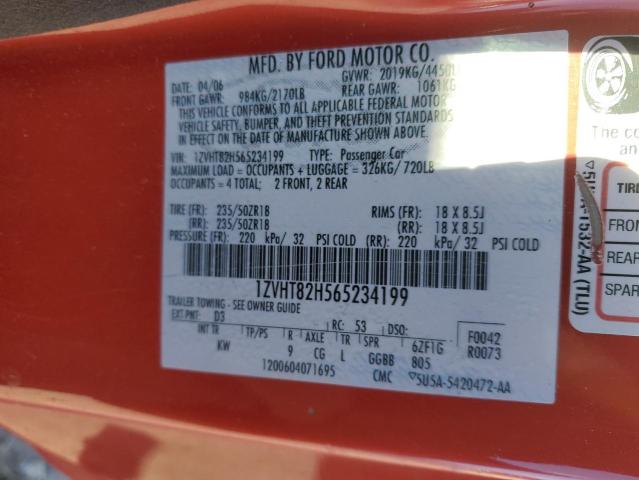 MFD. BY FORD MOTOR CO.
DATE: 04/06 GVWR: 2019KG/4450L
FRONT GAWR: 984KG/2170LB REAR GAWR: 1061KG
THIS VEHICLE CONFORMS TO ALL APPLICABLE FEDERAL MOTOR
VEHICLE SAFETY, BUMPER, AND THEFT PREVENTION STANDARDS
IN EFFECT ON THE DATE OF MANUFACTURE SHOWN ABOVE.
VIN: 1ZVHT82H565234199 TYPE: Passenger Car
MAXIMUM LOAD = OCCUPANTS + LUGGAGE = 326KG/720LB
OCCUPANTS = 4 TOTAL; 2 FRONT, 2 REAR
TIRE (FR): 235/50ZR18 RIMS (FR): 18 X 8.5J
(RR): 235/50ZR18 (RR): 18 X 8.5J
PRESSURE (FR): 220 kPa/ 32 PSI COLD (RR): 220 kPa/ 32 PSI COLD
1ZVHT82H565234199
TRAILER TOWING - SEE OWNER GUIDE
EXT PNT: D3 RC: 53 DSO: F0042
INT TR TP/PS R AXLE TR SPR 6ZF1G R0073
KW 9 CG L GGBB 805
1200604071695 CMC ▽5U5A-5420472-AA
The co
an
TIRE
FRON
REAR
SPAR
-1532-AA (TLU)